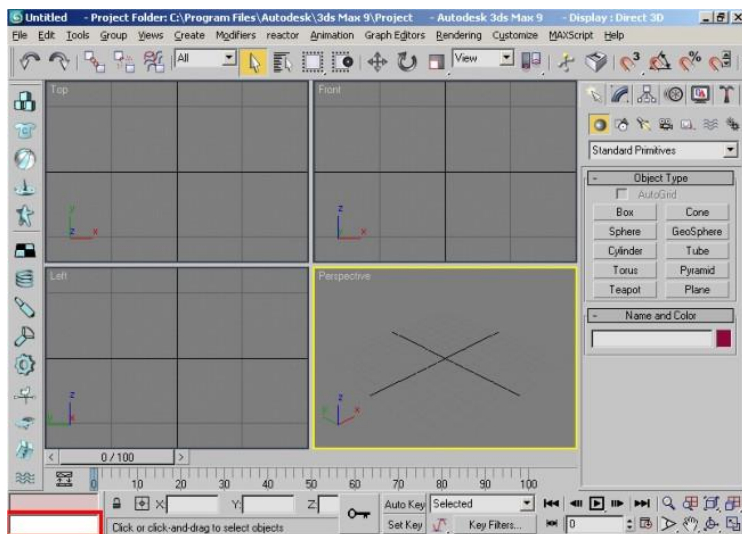 Untitled - Project Folder: C:\Program Files\Autodesk\3ds Max 9\Project - Autodesk 3ds Max 9 - Display : Direct 3D
File Edit Tools Group Views Create Modifiers reactor Animation Graph Editors Rendering Customize MAXScript Help
All View 3 %
Top Front
Standard Primitives
- Object Type
AutoGrid
Box Cone
Sphere GeoSphere
Cylinder Tube
Torus Pyramid
Teapot Plane
- Name and Color
y z
z x x
Left Perspective
z z
y x y x
< 0 / 100 >
0 10 20 30 40 50 60 70 80 90 100
X: Y: Z: Auto Key Selected
Click or click-and-drag to select objects Set Key Key Filters... 0